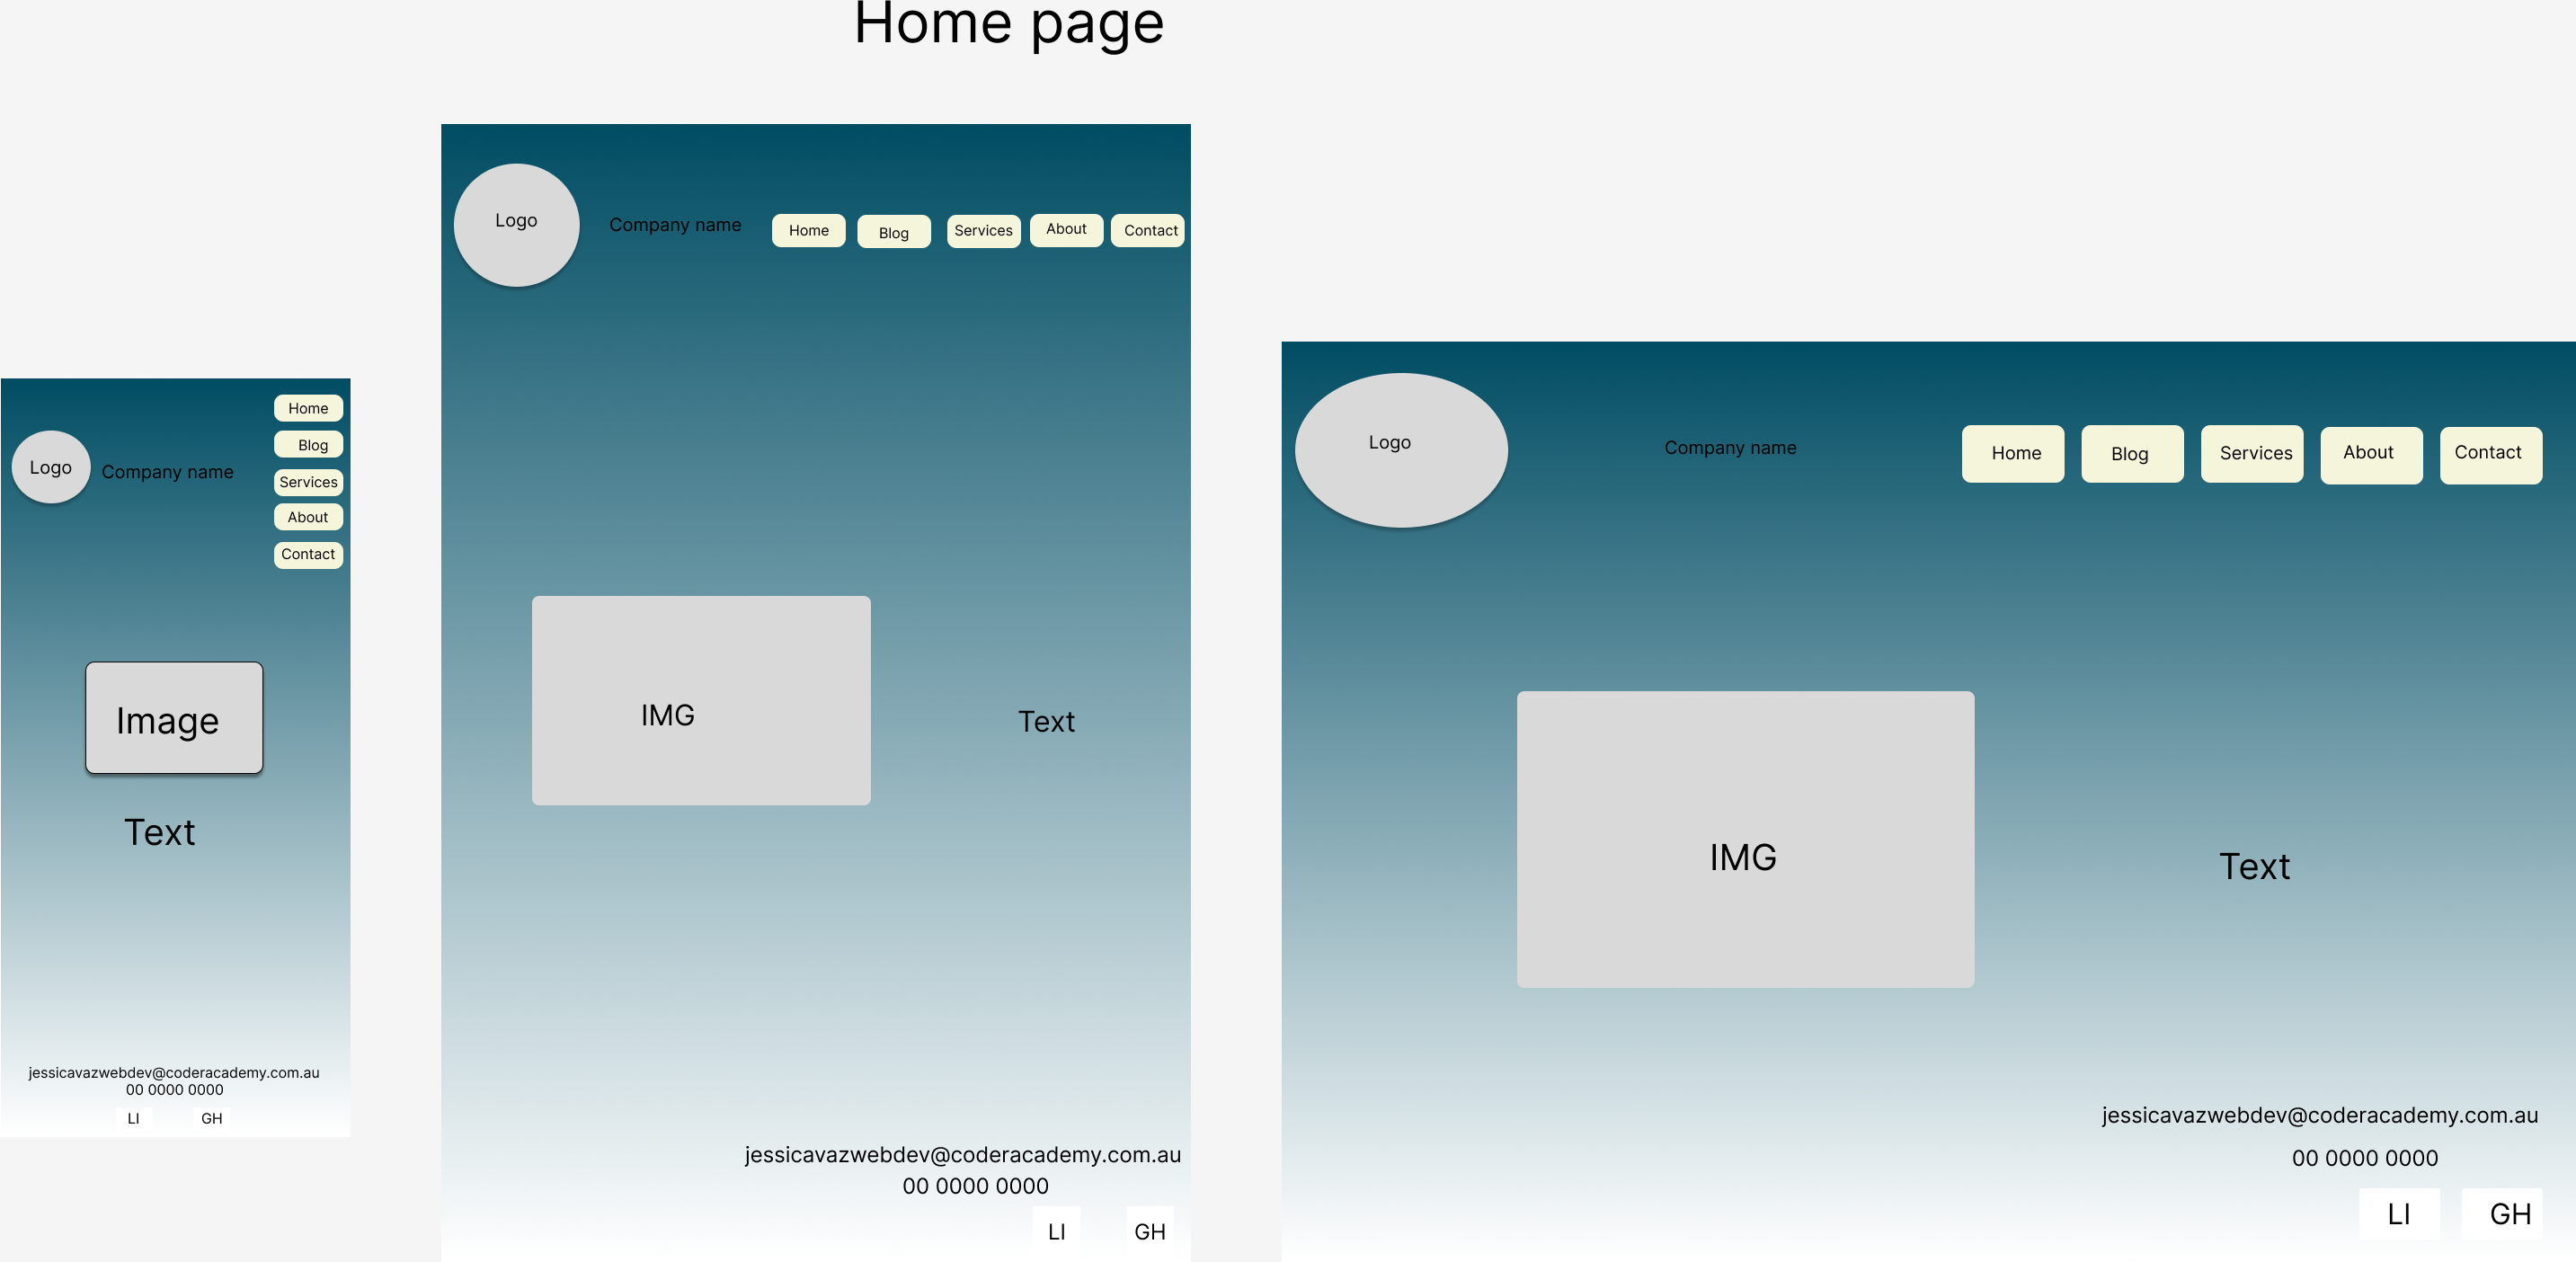 Home page
Home
Blog
Logo
Company name
Services
About
Contact
Image
Text
jessicavazwebdev@coderacademy.com.au
00 0000 0000
LI GH
Logo
Company name
Home
Blog
Services
About
Contact
IMG
Text
jessicavazwebdev@coderacademy.com.au
00 0000 0000
LI GH
Logo
Company name
Home
Blog
Services
About
Contact
IMG
Text
jessicavazwebdev@coderacademy.com.au
00 0000 0000
LI GH